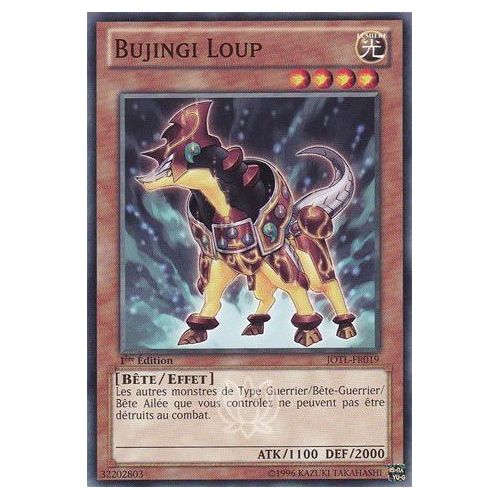 BUJINGI LOUP
LUMIÈRE
光
1ère Édition
JOTL-FR019
[BÊTE/EFFET]
Les autres monstres de Type Guerrier/Bête-Guerrier/
Bête Ailée que vous contrôlez ne peuvent pas être
détruits au combat.
ATK/1100 DEF/2000
32202803
©1996 KAZUKI TAKAHASHI